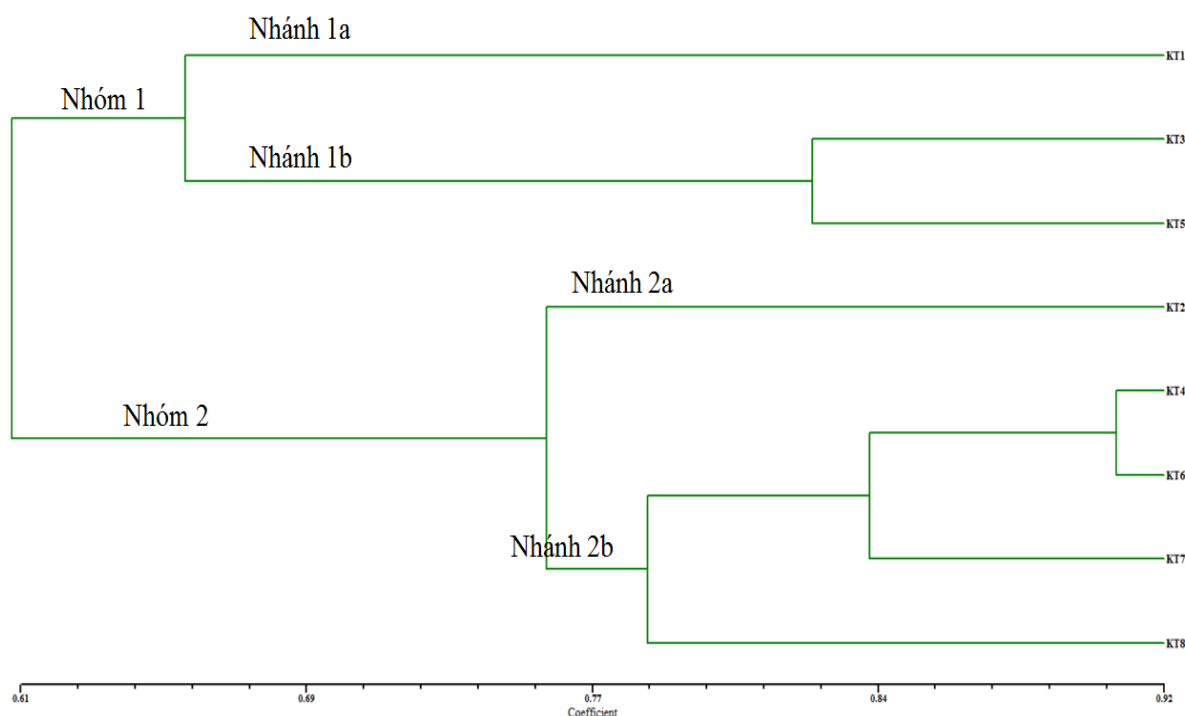 Nhánh 1a
KT1
Nhóm 1
KT3
Nhánh 1b
KT5
Nhánh 2a
KT2
KT4
Nhóm 2
KT6
Nhánh 2b
KT7
KT8
0.61 0.69 0.77 0.84 0.92
Coefficient